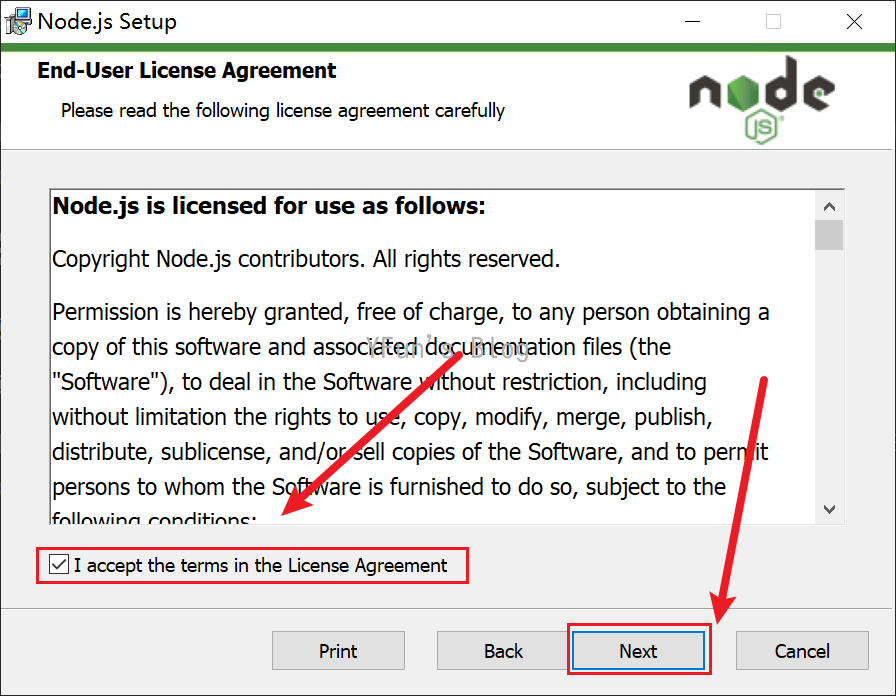 Node.js Setup
End-User License Agreement
Please read the following license agreement carefully
node
JS
Node.js is licensed for use as follows:
Copyright Node.js contributors. All rights reserved.
Permission is hereby granted, free of charge, to any person obtaining a
copy of this software and associated documentation files (the
YFun's Blog
"Software"), to deal in the Software without restriction, including
without limitation the rights to use, copy, modify, merge, publish,
distribute, sublicense, and/or sell copies of the Software, and to permit
persons to whom the Software is furnished to do so, subject to the
following conditions:
I accept the terms in the License Agreement
Print
Back
Next
Cancel